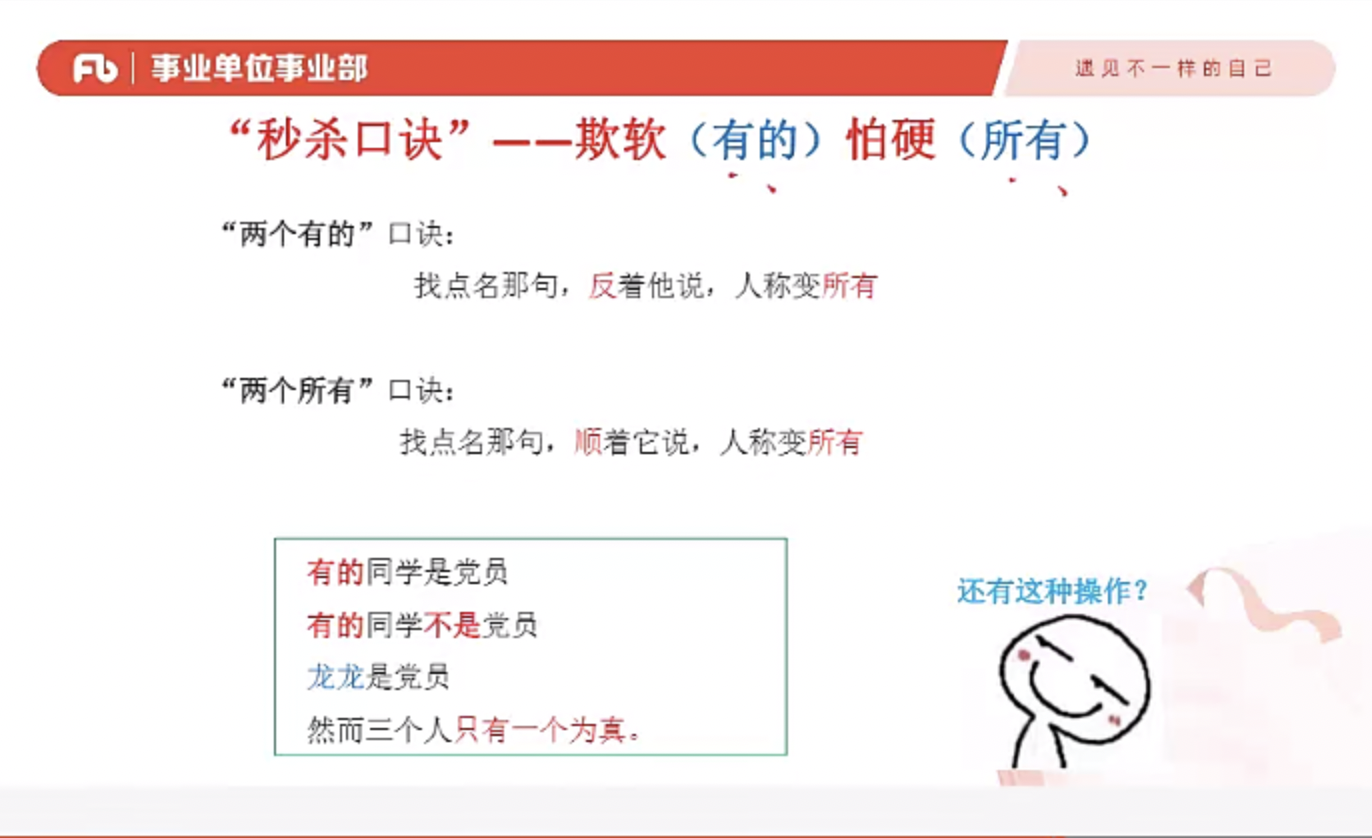 Fb 事业单位事业部
遇见不一样的自己
“秒杀口诀”——欺软（有的）怕硬（所有）
“两个有的”口诀：
找点名那句，反着他说，人称变所有
“两个所有”口诀：
找点名那句，顺着它说，人称变所有
有的同学是党员
有的同学不是党员
龙龙是党员
然而三个人只有一个为真。
还有这种操作？